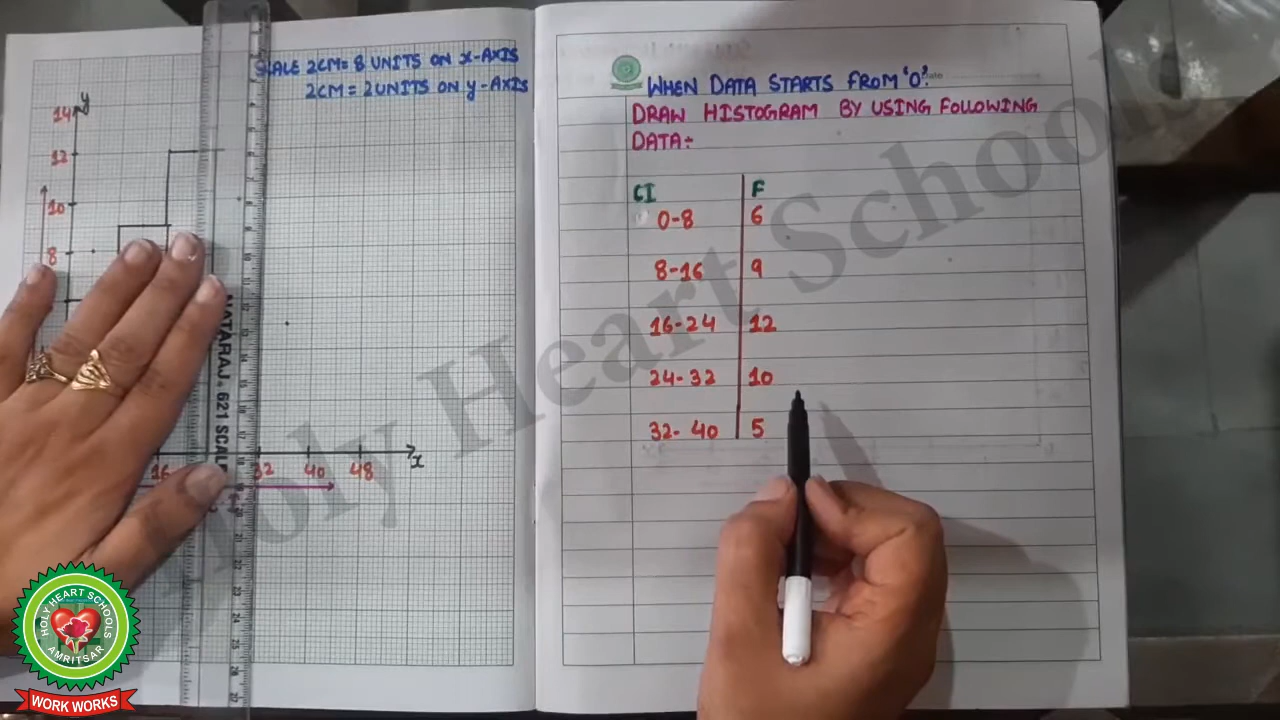 SCALE 2CM = 8 UNITS ON X-AXIS
2CM = 2 UNITS ON Y-AXIS
y
14
12
10
8
16 32 40 48 x
NATARAJ 621 SCALE
WHEN DATA STARTS FROM '0'.
DRAW HISTOGRAM BY USING FOLLOWING
DATA:-
CI F
0-8 6
8-16 9
16-24 12
24-32 10
32-40 5
Holy Heart Schools
HOLY HEART SCHOOLS
AMRITSAR
WORK WORKS